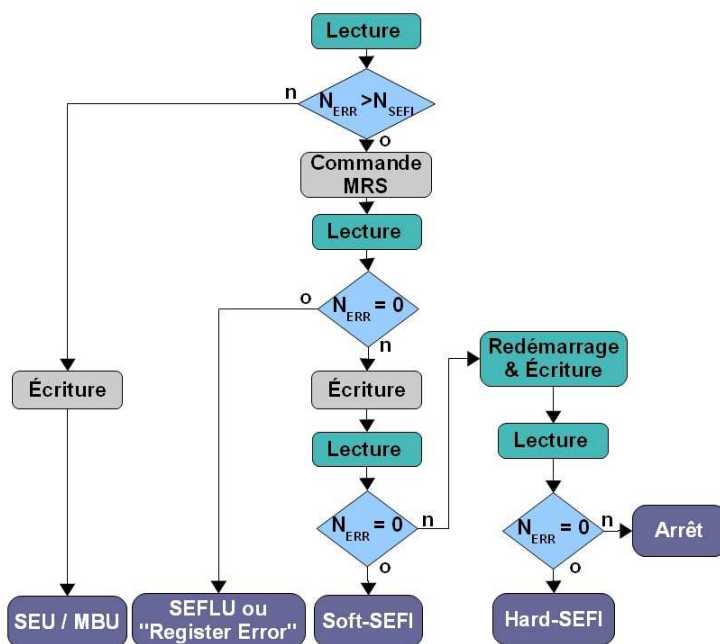 Lecture
n
N_ERR >N_SEFI
o
Commande
MRS
Lecture
o
N_ERR = 0
n
Redémarrage
& Écriture
Écriture
Écriture
Lecture
Lecture
N_ERR = 0
n
N_ERR = 0
n
Arrêt
o
o
SEU / MBU
SEFLU ou
"Register Error"
Soft-SEFI
Hard-SEFI